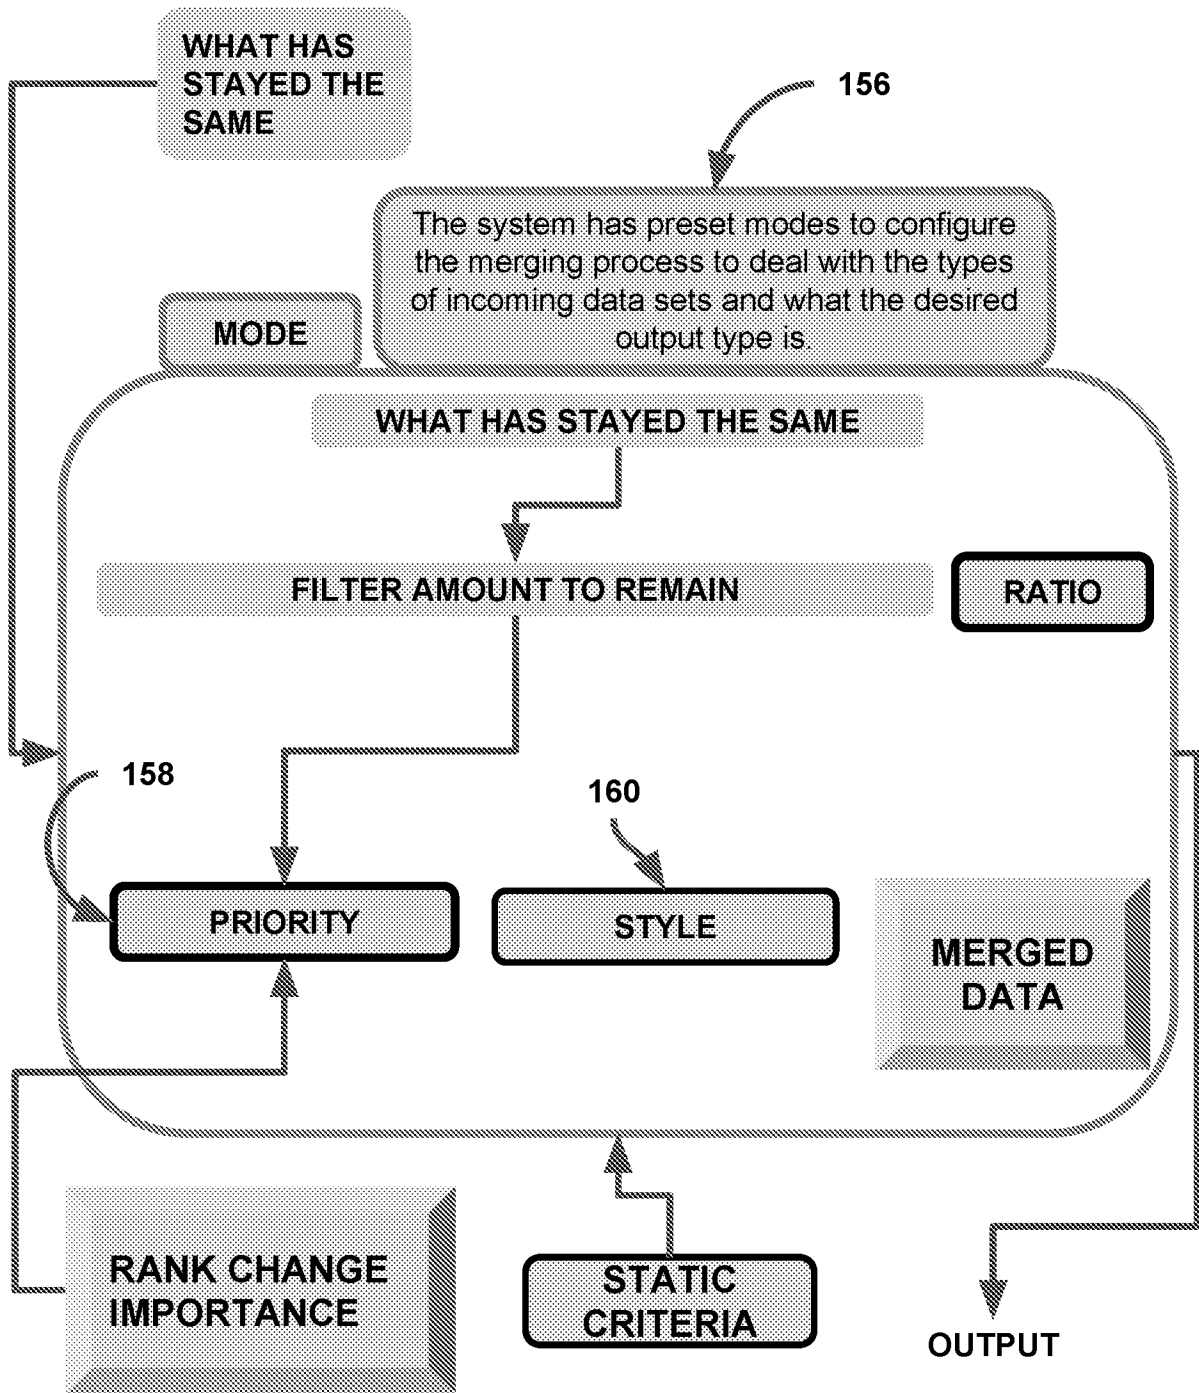 WHAT HAS
STAYED THE
SAME
156
The system has preset modes to configure
the merging process to deal with the types
of incoming data sets and what the desired
output type is.
MODE
WHAT HAS STAYED THE SAME
FILTER AMOUNT TO REMAIN
RATIO
158
160
PRIORITY
STYLE
MERGED
DATA
RANK CHANGE
IMPORTANCE
STATIC
CRITERIA
OUTPUT